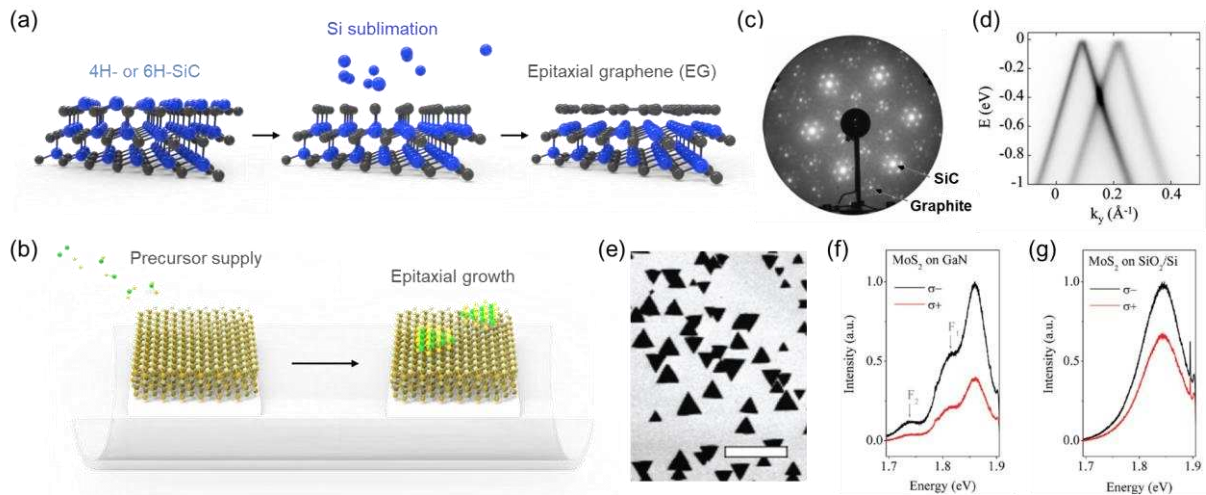 (a)
Si sublimation
4H- or 6H-SiC
Epitaxial graphene (EG)
(c)
SiC
Graphite
(d)
0
-0.2
-0.4
-0.6
-0.8
-1
E (eV)
0
0.2
0.4
k_y (Å⁻¹)
(b)
Precursor supply
Epitaxial growth
(e)
(f)
MoS₂ on GaN
σ−
σ+
F₁
F₂
1.0
0.5
0.0
Intensity (a.u.)
1.7 1.8 1.9
Energy (eV)
(g)
MoS₂ on SiO₂/Si
σ−
σ+
1.0
0.5
0.0
Intensity (a.u.)
1.7 1.8 1.9
Energy (eV)